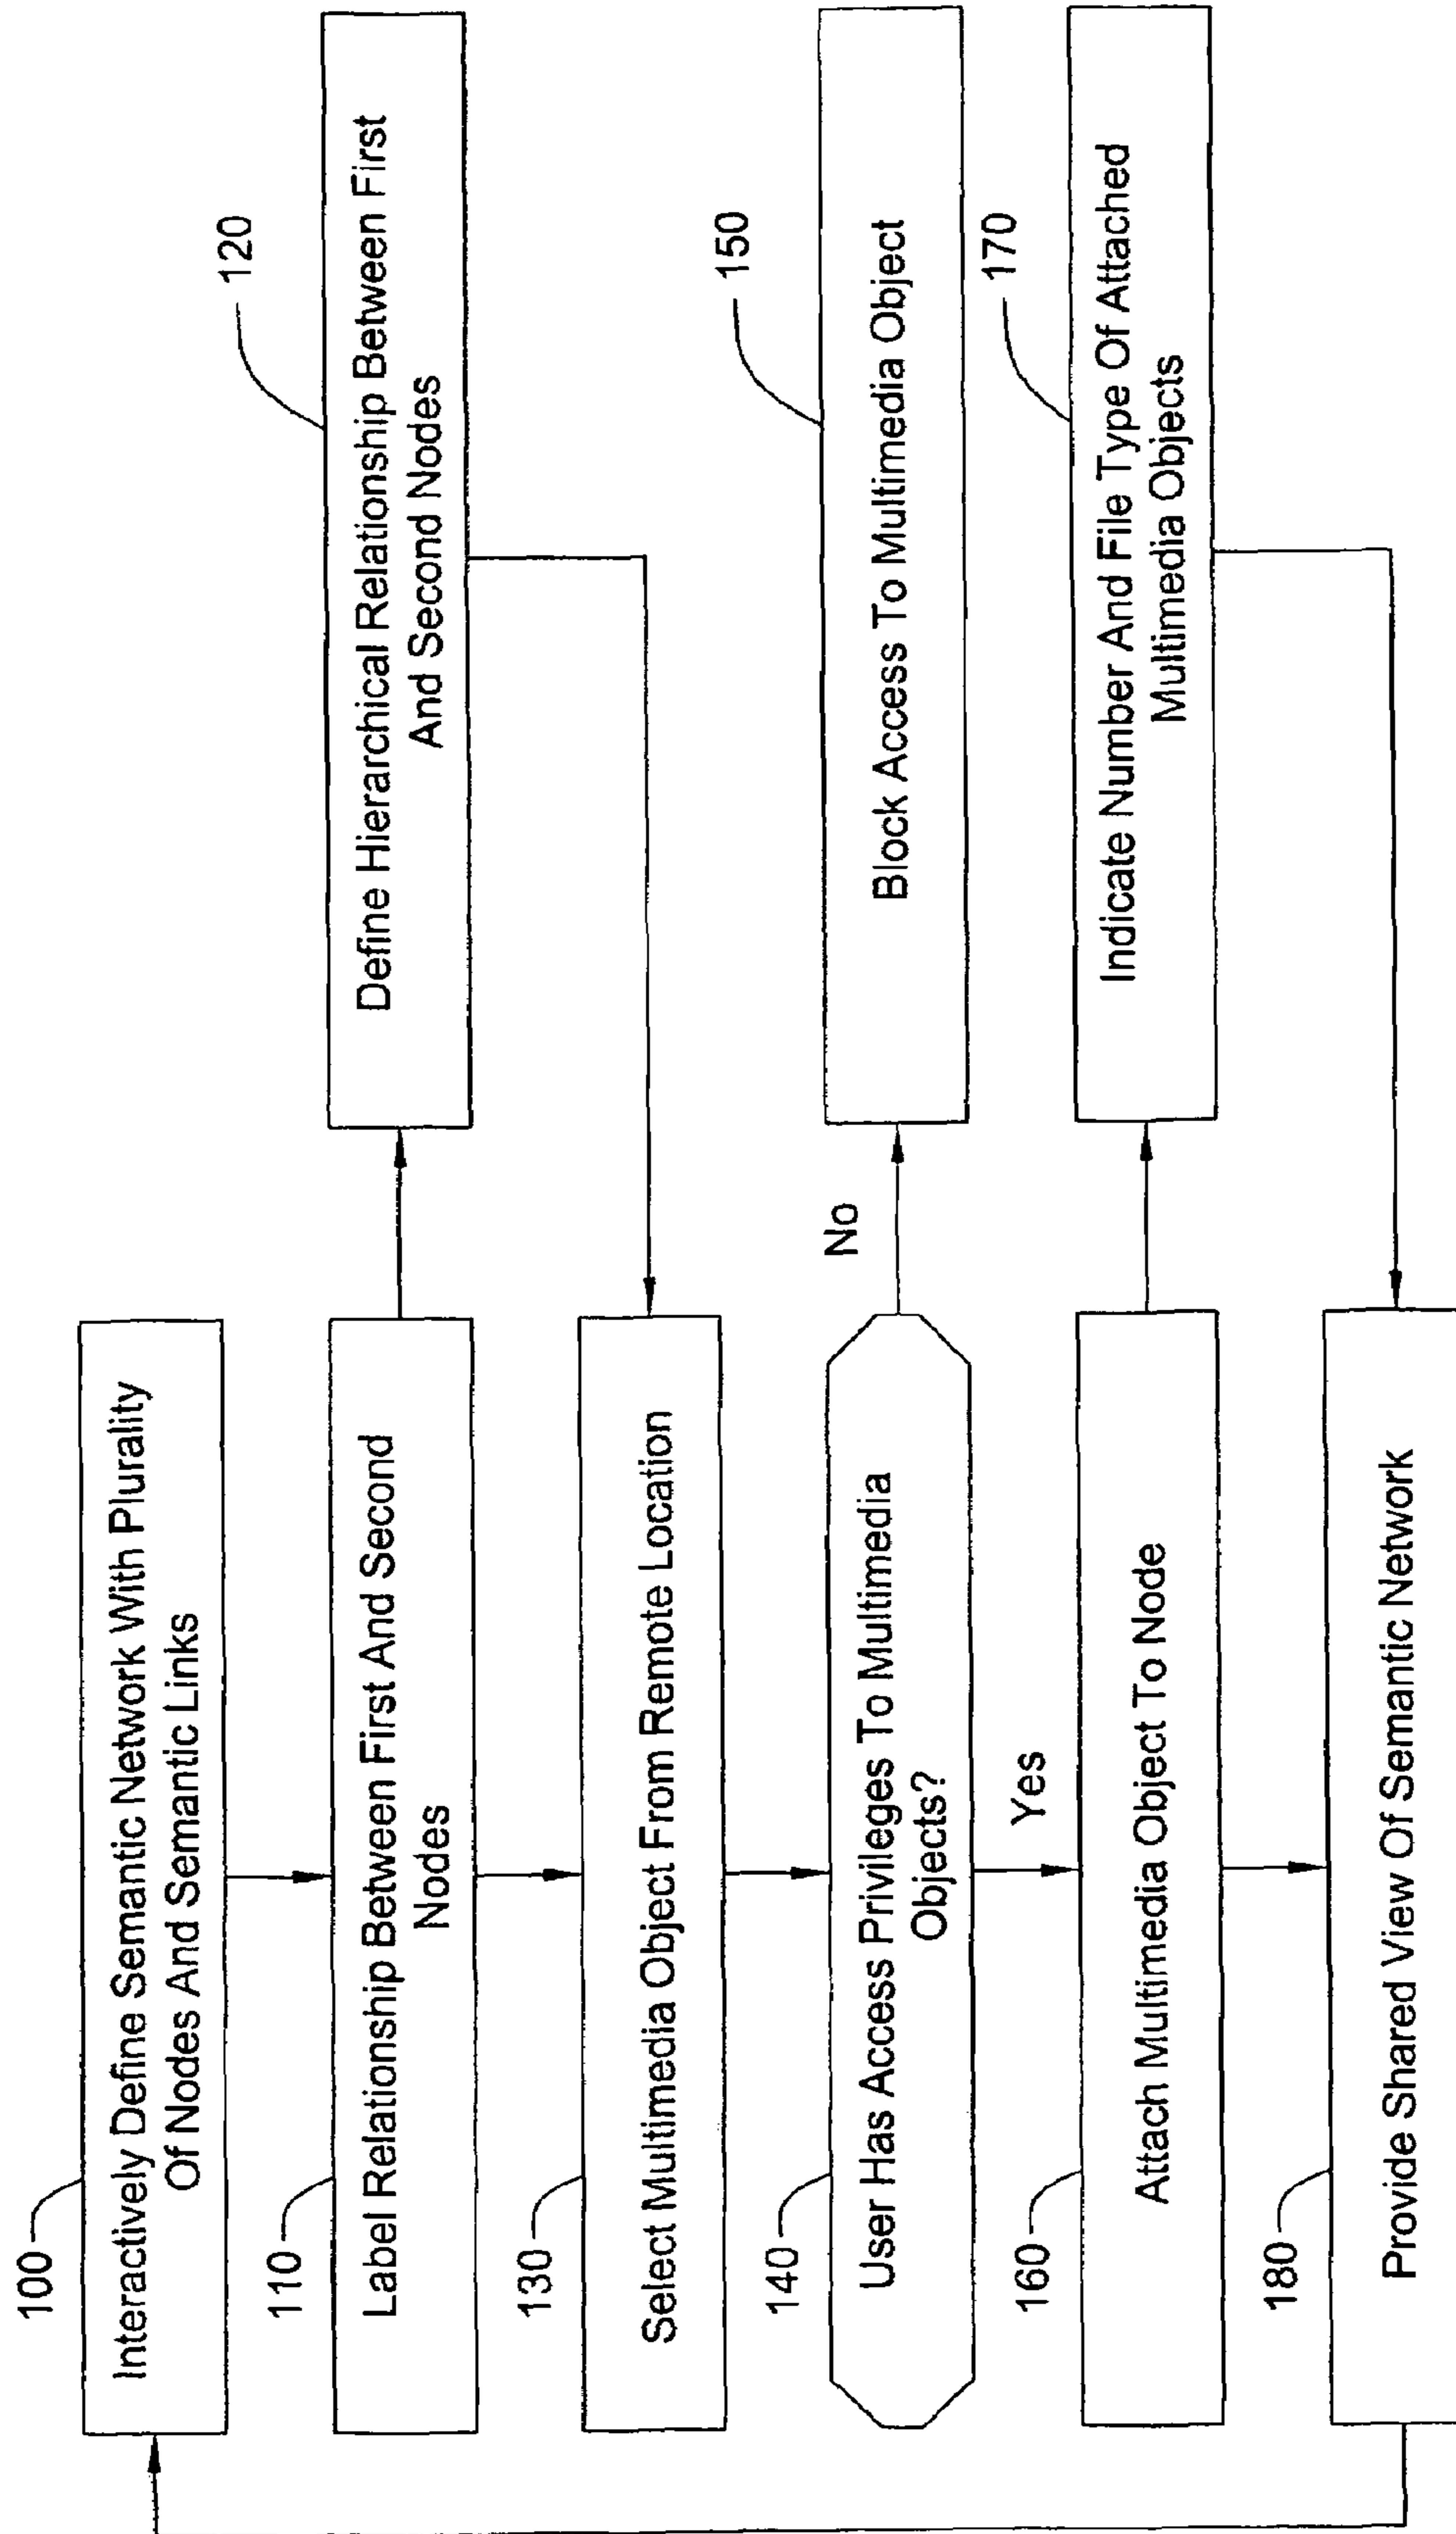 100
Interactively Define Semantic Network With Plurality
Of Nodes And Semantic Links
110
Label Relationship Between First And Second
Nodes
120
Define Hierarchical Relationship Between First
And Second Nodes
130
Select Multimedia Object From Remote Location
140
User Has Access Privileges To Multimedia
Objects?
No
150
Block Access To Multimedia Object
Yes
160
Attach Multimedia Object To Node
170
Indicate Number And File Type Of Attached
Multimedia Objects
180
Provide Shared View Of Semantic Network